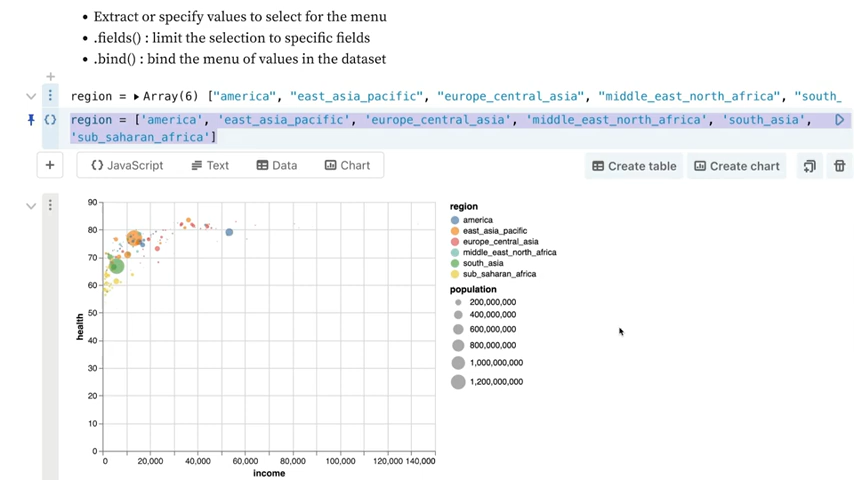 • Extract or specify values to select for the menu
• .fields() : limit the selection to specific fields
• .bind() : bind the menu of values in the dataset
region = ▶ Array(6) ["america", "east_asia_pacific", "europe_central_asia", "middle_east_north_africa", "south_
region = ['america', 'east_asia_pacific', 'europe_central_asia', 'middle_east_north_africa', 'south_asia',
'sub_saharan_africa']
+ {} JavaScript Text Data Chart Create table Create chart
region
america
east_asia_pacific
europe_central_asia
middle_east_north_africa
south_asia
sub_saharan_africa
population
200,000,000
400,000,000
600,000,000
800,000,000
1,000,000,000
1,200,000,000
90
80
70
60
50
40
30
20
10
0
health
0 20,000 40,000 60,000 80,000 100,000 120,000 140,000
income